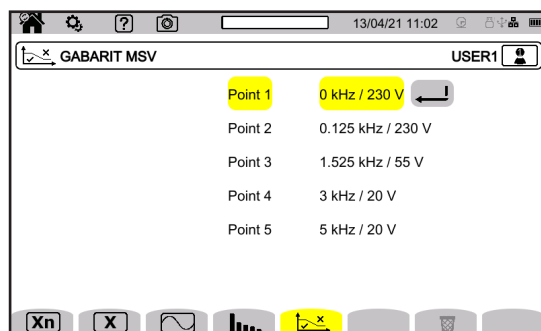 ? 13/04/21 11:02
GABARIT MSV USER1
Point 1 0 kHz / 230 V
Point 2 0.125 kHz / 230 V
Point 3 1.525 kHz / 55 V
Point 4 3 kHz / 20 V
Point 5 5 kHz / 20 V
Xn X